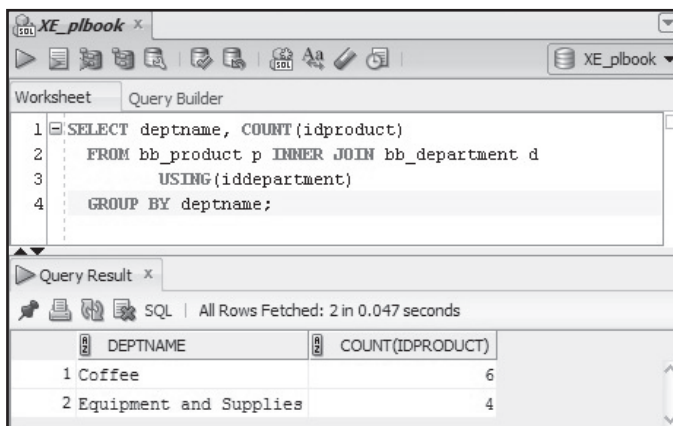 XE_plbook
SQL
Aa
XE_plbook
Worksheet Query Builder
1 SELECT deptname, COUNT(idproduct)
2 FROM bb_product p INNER JOIN bb_department d
3 USING(iddepartment)
4 GROUP BY deptname;
Query Result x
SQL | All Rows Fetched: 2 in 0.047 seconds
DEPTNAME COUNT(IDPRODUCT)
1 Coffee 6
2 Equipment and Supplies 4